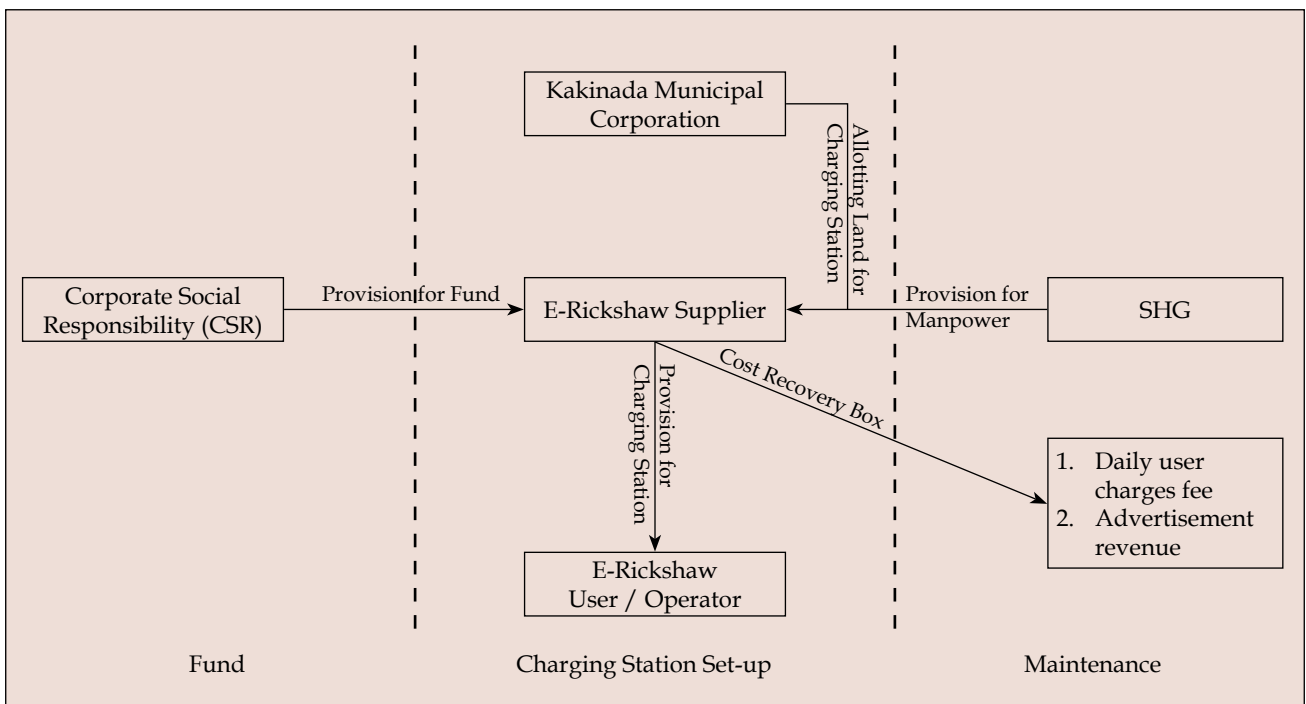 Kakinada Municipal
Corporation
Allotting Land for
Charging Station
Corporate Social
Responsibility (CSR)
Provision for Fund
E-Rickshaw Supplier
Provision for
Manpower
SHG
Provision for
Charging Station
Cost Recovery Box
1. Daily user
charges fee
2. Advertisement
revenue
E-Rickshaw
User / Operator
Fund
Charging Station Set-up
Maintenance